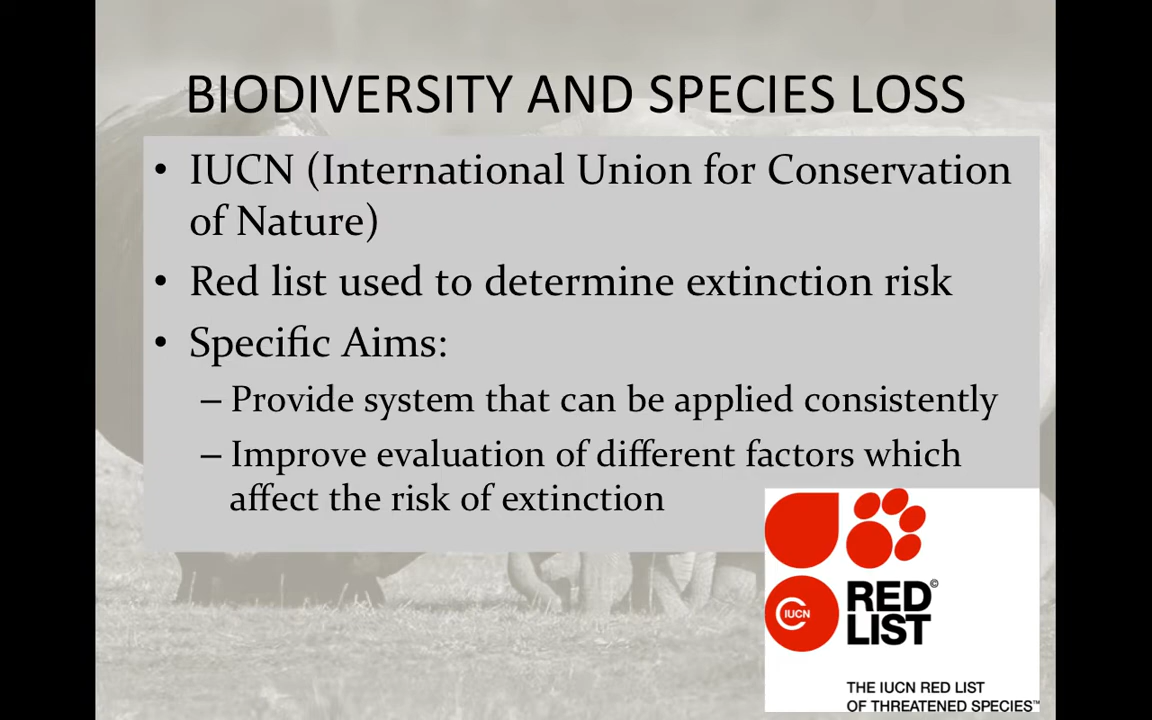 BIODIVERSITY AND SPECIES LOSS
• IUCN (International Union for Conservation
of Nature)
• Red list used to determine extinction risk
• Specific Aims:
– Provide system that can be applied consistently
– Improve evaluation of different factors which
affect the risk of extinction
IUCN
RED©
LIST
THE IUCN RED LIST
OF THREATENED SPECIES™